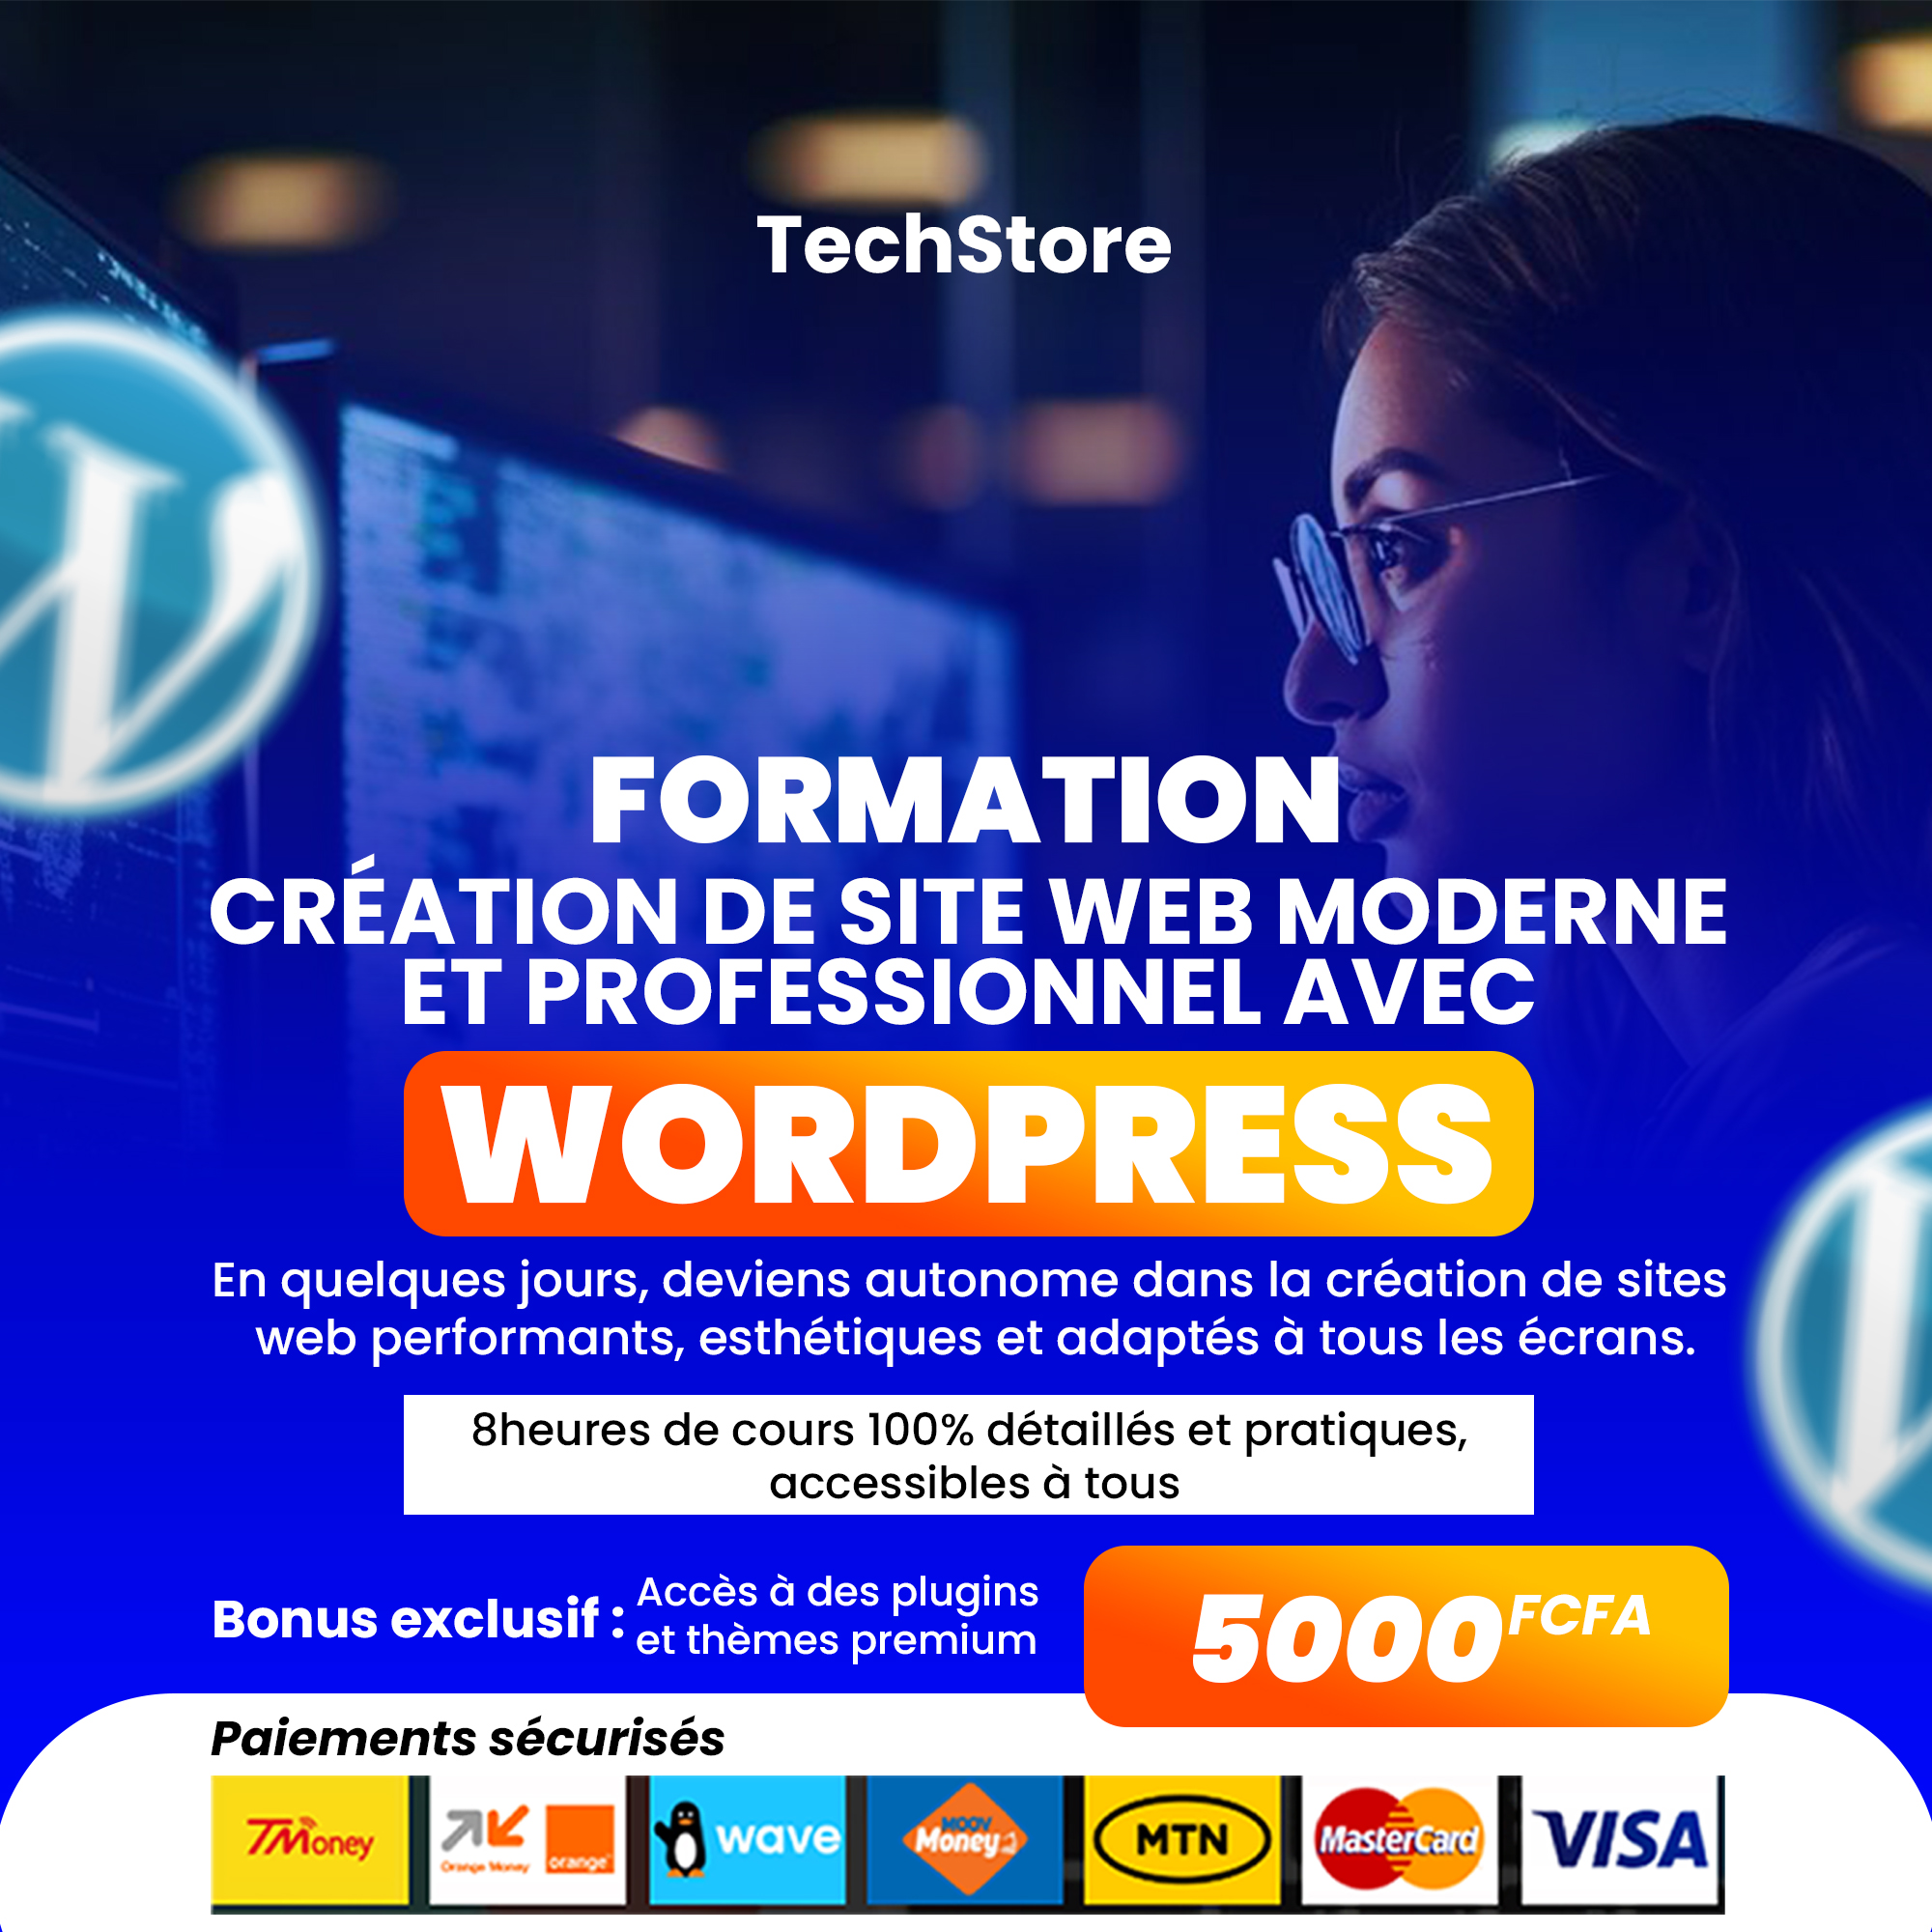 TechStore
FORMATION
CRÉATION DE SITE WEB MODERNE
ET PROFESSIONNEL AVEC
WORDPRESS
En quelques jours, deviens autonome dans la création de sites
web performants, esthétiques et adaptés à tous les écrans.
8heures de cours 100% détaillés et pratiques,
accessibles à tous
Bonus exclusif : Accès à des plugins
et thèmes premium
5000 FCFA
Paiements sécurisés
TMoney
Orange Money
orange
wave
MOOV
Money
MTN
MasterCard
VISA